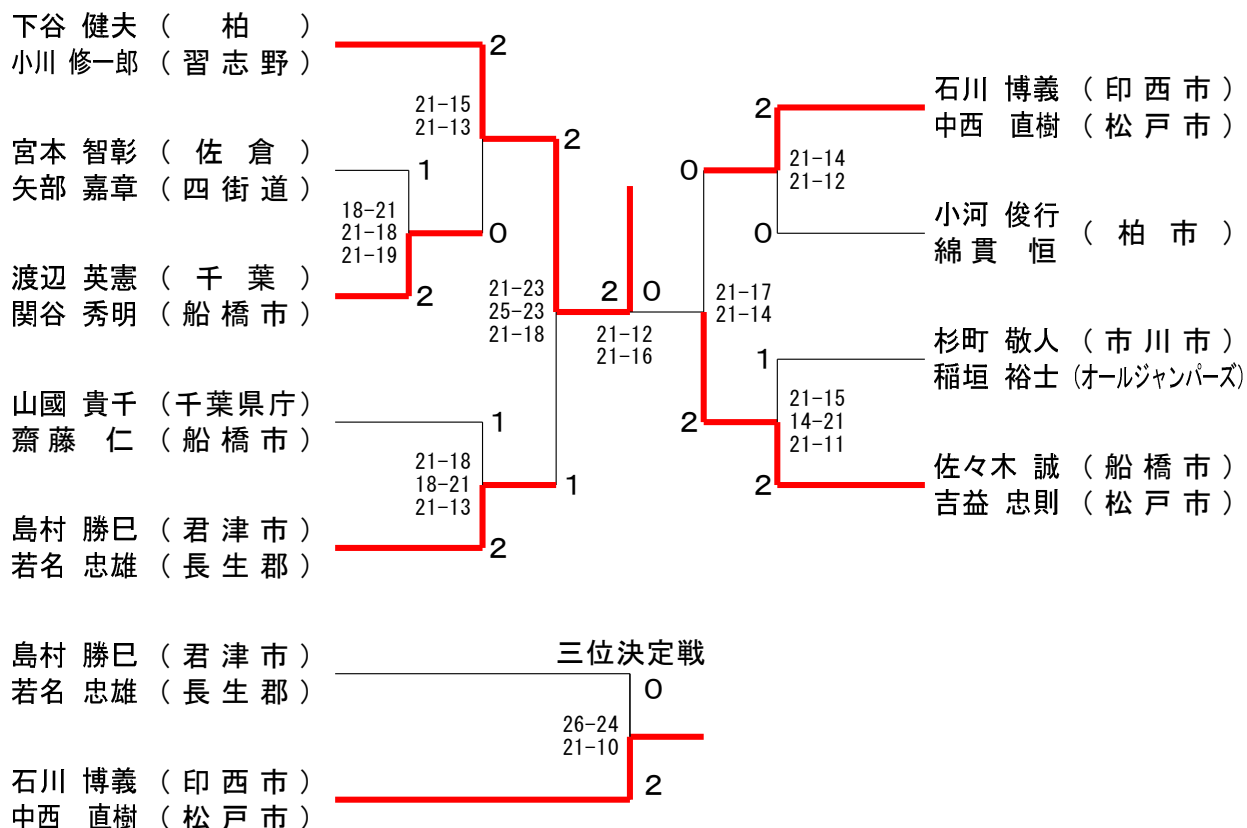 下谷 健夫 （ 柏 ）
小川 修一郎 （ 習 志 野 ）
2
21-15
21-13
宮本 智彰 （ 佐 倉 ）
矢部 嘉章 （ 四 街 道 ）
1
18-21
21-18
21-19
0
渡辺 英憲 （ 千 葉 ）
関谷 秀明 （ 船 橋 市 ）
2
2
21-23
25-23
21-18
山國 貴千 （千葉県庁）
齋藤 仁 （ 船 橋 市 ）
1
21-18
18-21
21-13
1
島村 勝巳 （ 君 津 市 ）
若名 忠雄 （ 長 生 郡 ）
2
2 0
21-12
21-16
石川 博義 （ 印 西 市 ）
中西 直樹 （ 松 戸 市 ）
2
0
21-14
21-12
小河 俊行
綿貫 恒
（ 柏 市 ）
0
21-17
21-14
杉町 敬人 （ 市 川 市 ）
稲垣 裕士 （オールジャンパーズ）
1
21-15
14-21
21-11
2
佐々木 誠 （ 船 橋 市 ）
吉益 忠則 （ 松 戸 市 ）
2
三位決定戦
島村 勝巳 （ 君 津 市 ）
若名 忠雄 （ 長 生 郡 ）
0
26-24
21-10
石川 博義 （ 印 西 市 ）
中西 直樹 （ 松 戸 市 ）
2